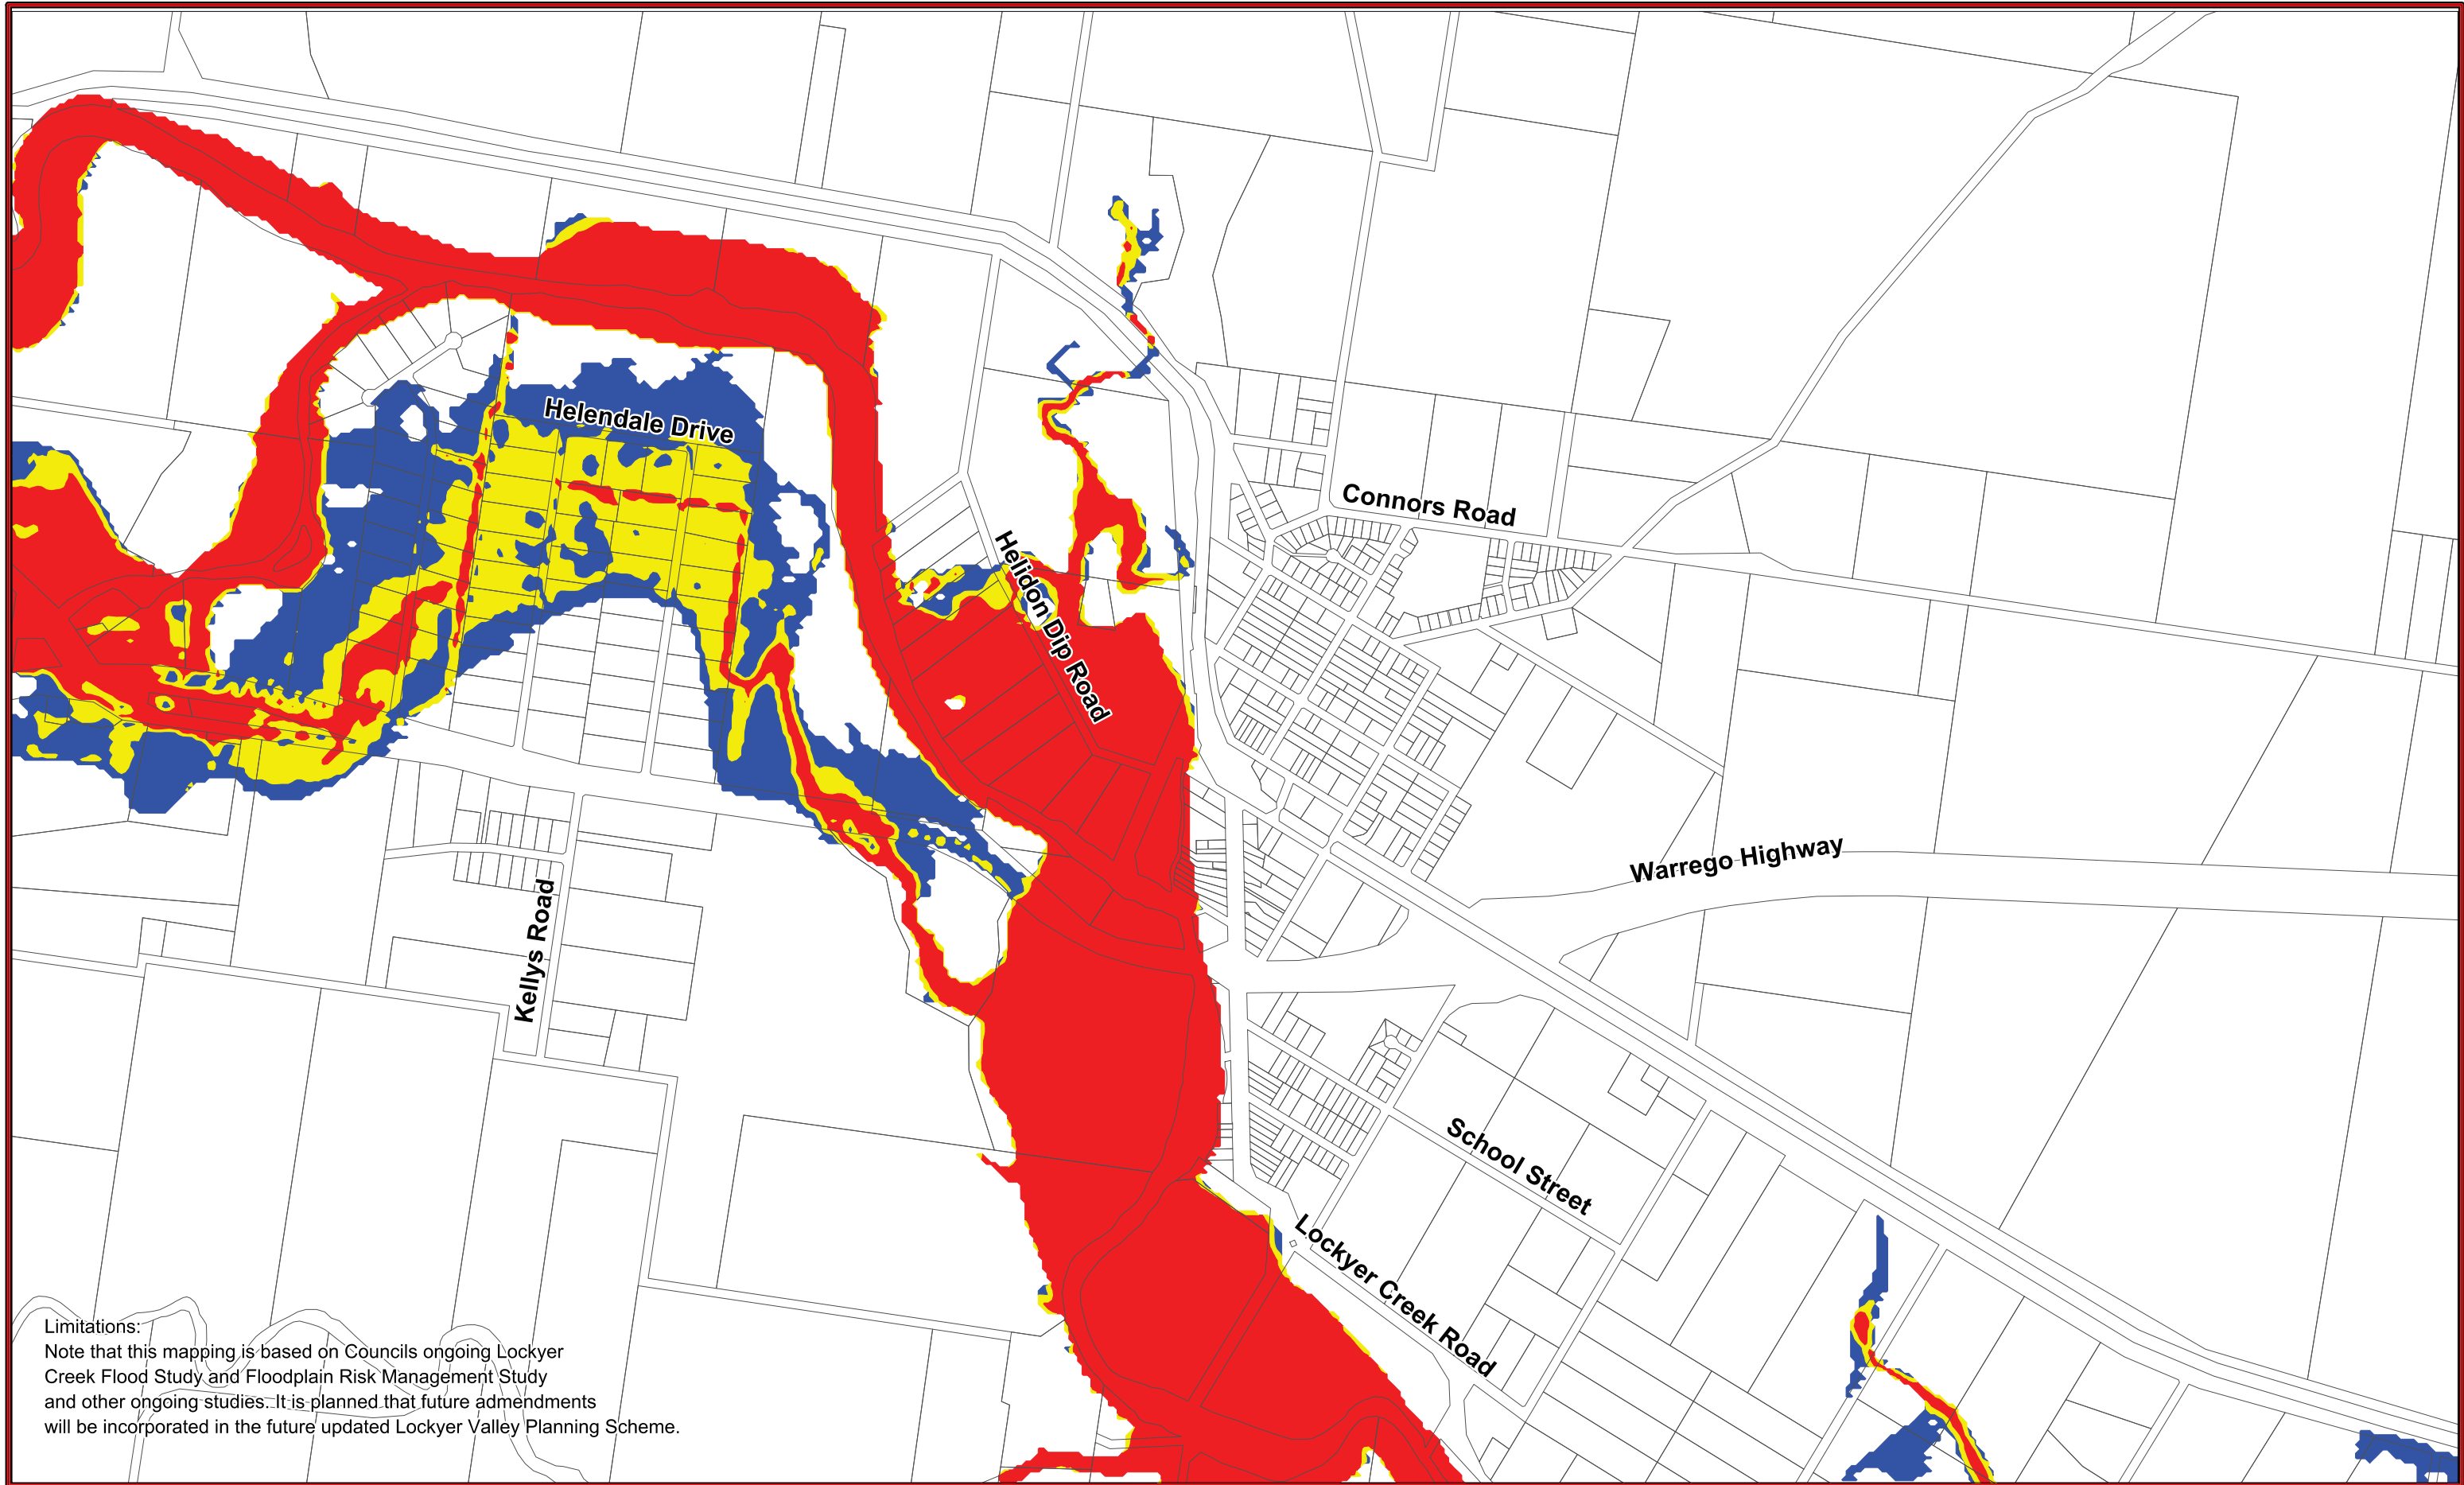 Helendale Drive
Connors Road
Helidon Dip Road
Warrego Highway
Kellys Road
School Street
Lockyer Creek Road
Limitations:
Note that this mapping is based on Councils ongoing Lockyer
Creek Flood Study and Floodplain Risk Management Study
and other ongoing studies. It is planned that future admendments
will be incorporated in the future updated Lockyer Valley Planning Scheme.